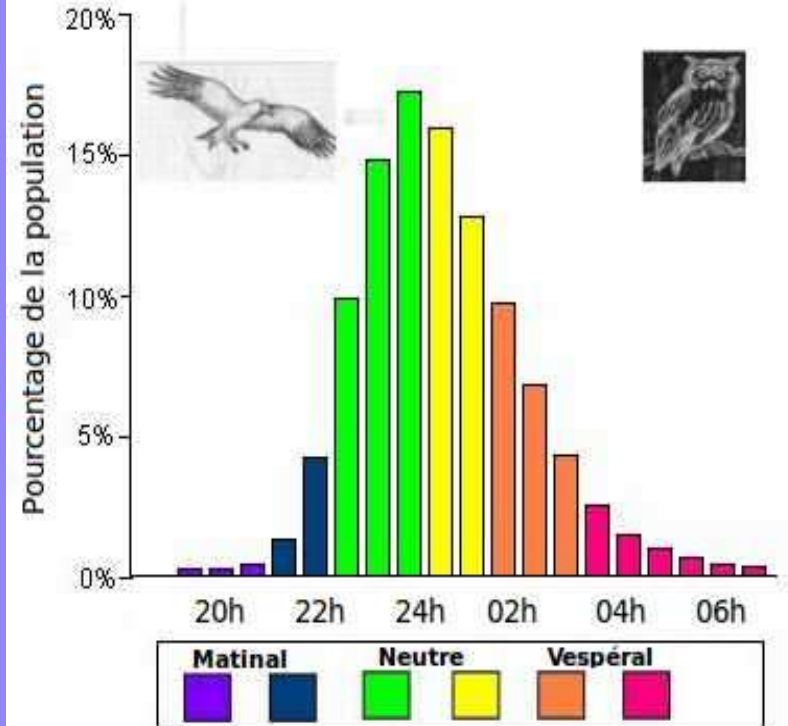 20%
15%
10%
5%
0%
Pourcentage de la population
20h 22h 24h 02h 04h 06h
Matinal Neutre Vespéral